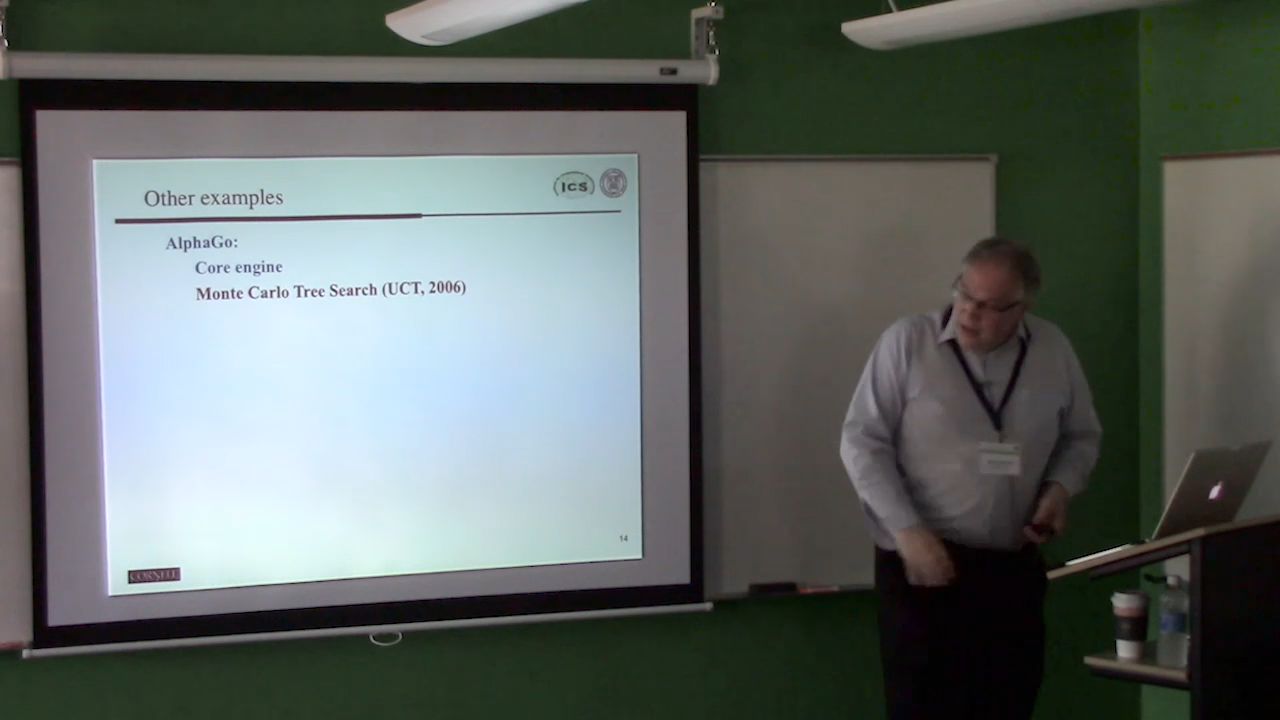 Other examples
ICS
AlphaGo:
Core engine
Monte Carlo Tree Search (UCT, 2006)
14
CORNELL